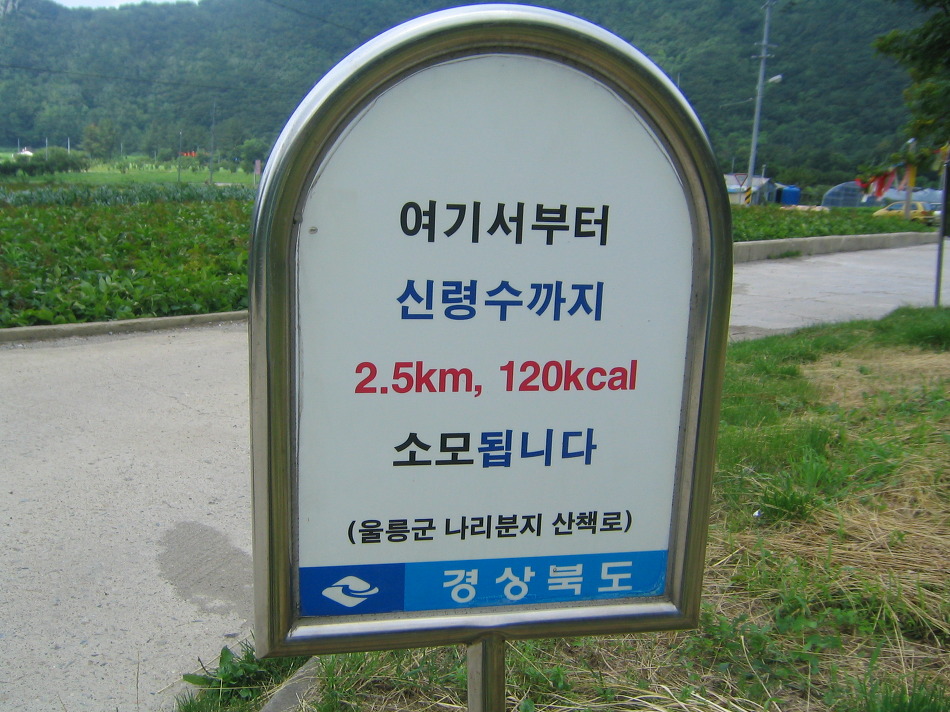 여기서부터
신령수까지
2.5km, 120kcal
소모됩니다
(울릉군 나리분지 산책로)
경상북도